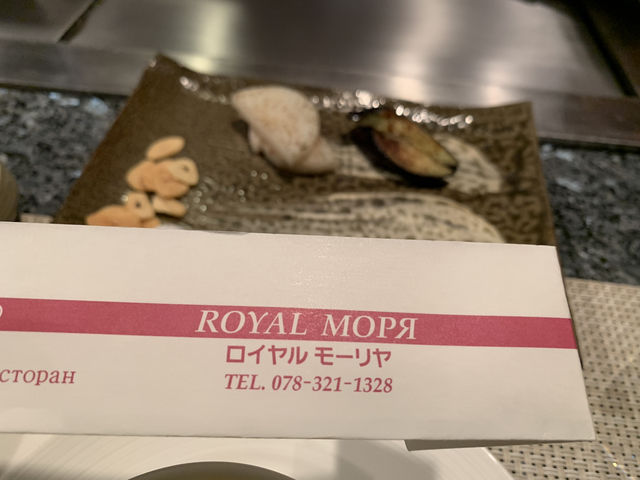 ROYAL МОРЯ
ロイヤル モーリヤ
сторан
TEL. 078-321-1328